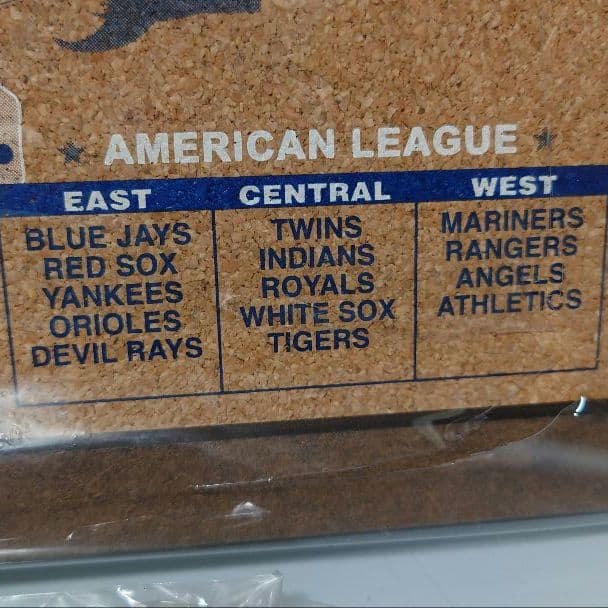 AMERICAN LEAGUE
EAST CENTRAL WEST
BLUE JAYS TWINS MARINERS
RED SOX INDIANS RANGERS
YANKEES ROYALS ANGELS
ORIOLES WHITE SOX ATHLETICS
DEVIL RAYS TIGERS